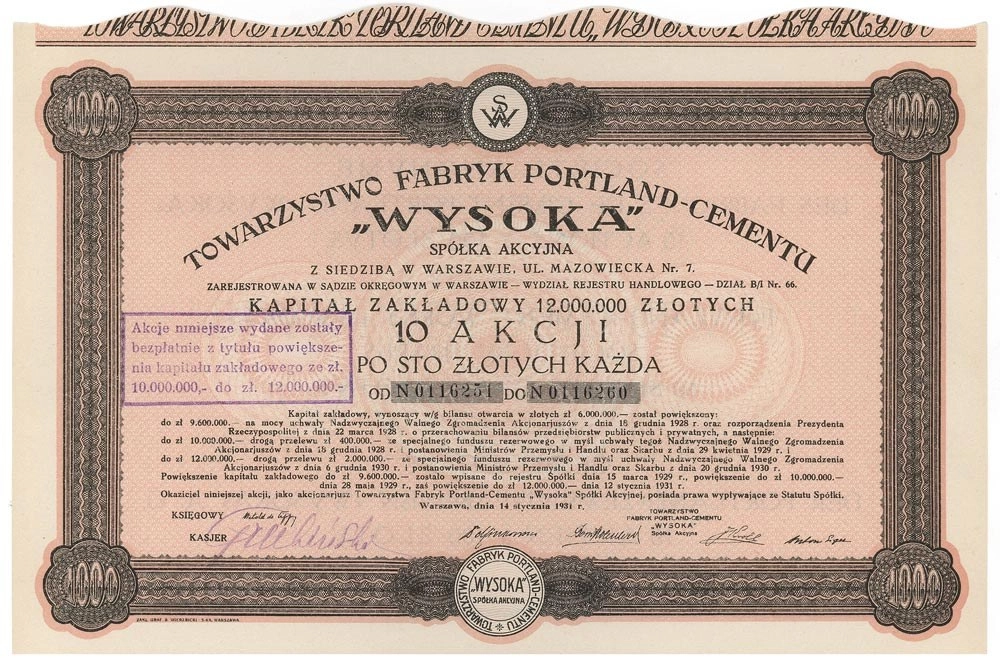 1000
SWA
1000
TOWARZYSTWO FABRYK PORTLAND-CEMENTU
„WYSOKA"
SPÓŁKA AKCYJNA
Z SIEDZIBĄ W WARSZAWIE, UL. MAZOWIECKA Nr. 7.
ZAREJESTROWANA W SĄDZIE OKRĘGOWYM W WARSZAWIE — WYDZIAŁ REJESTRU HANDLOWEGO — DZIAŁ B/I Nr. 66.
KAPITAŁ ZAKŁADOWY 12.000.000 ZŁOTYCH
10 AKCJI
PO STO ZŁOTYCH KAŻDA
OD N 0116251 DO N 0116260
Akcje niniejsze wydane zostały
bezpłatnie z tytułu powiększe-
nia kapitału zakładowego ze zł.
10.000.000,- do zł. 12.000.000.-
Kapitał zakładowy, wynoszący w/g bilansu otwarcia w złotych zł 6.000.000.— został powiększony:
do zł 9.600.000.— na mocy uchwały Nadzwyczajnego Walnego Zgromadzenia Akcjonarjuszów z dnia 18 grudnia 1928 r. oraz rozporządzenia Prezydenta
Rzeczypospolitej z dnia 22 marca 1928 r. o przerachowaniu bilansów przedsiębiorstw publicznych i prywatnych, a następnie:
do zł 10.000.000.— drogą przelewu zł 400.000.— ze specjalnego funduszu rezerwowego w myśl uchwały tegoż Nadzwyczajnego Walnego Zgromadzenia
Akcjonarjuszów z dnia 18 grudnia 1928 r. i postanowienia Ministrów Przemysłu i Handlu oraz Skarbu z dnia 29 kwietnia 1929 r. i
do zł 12.000.000.— drogą przelewu zł 2.000.000.— ze specjalnego funduszu rezerwowego w myśl uchwały Nadzwyczajnego Walnego Zgromadzenia
Akcjonarjuszów z dnia 6 grudnia 1930 r. i postanowienia Ministrów Przemysłu i Handlu oraz Skarbu z dnia 20 grudnia 1930 r.
Powiększenie kapitału zakładowego do zł 9.600.000.— zostało wpisane do rejestru Spółki dnia 15 marca 1929 r., powiększenie do zł 10.000.000.—
dnia 28 maja 1929 r., zaś powiększenie do zł 12.000.000.— dnia 12 stycznia 1931 r.
Okaziciel niniejszej akcji, jako akcjonarjusz Towarzystwa Fabryk Portland-Cementu „Wysoka" Spółki Akcyjnej, posiada prawa wypływające ze Statutu Spółki.
Warszawa, dnia 14 stycznia 1931 r.
KSIĘGOWY
KASJER
TOWARZYSTWO
FABRYK PORTLAND-CEMENTU
„WYSOKA"
Spółka Akcyjna
1000
TOWARZYSTWO FABRYK PORTLAND-CEMENTU
„WYSOKA"
SPÓŁKA AKCYJNA
1000